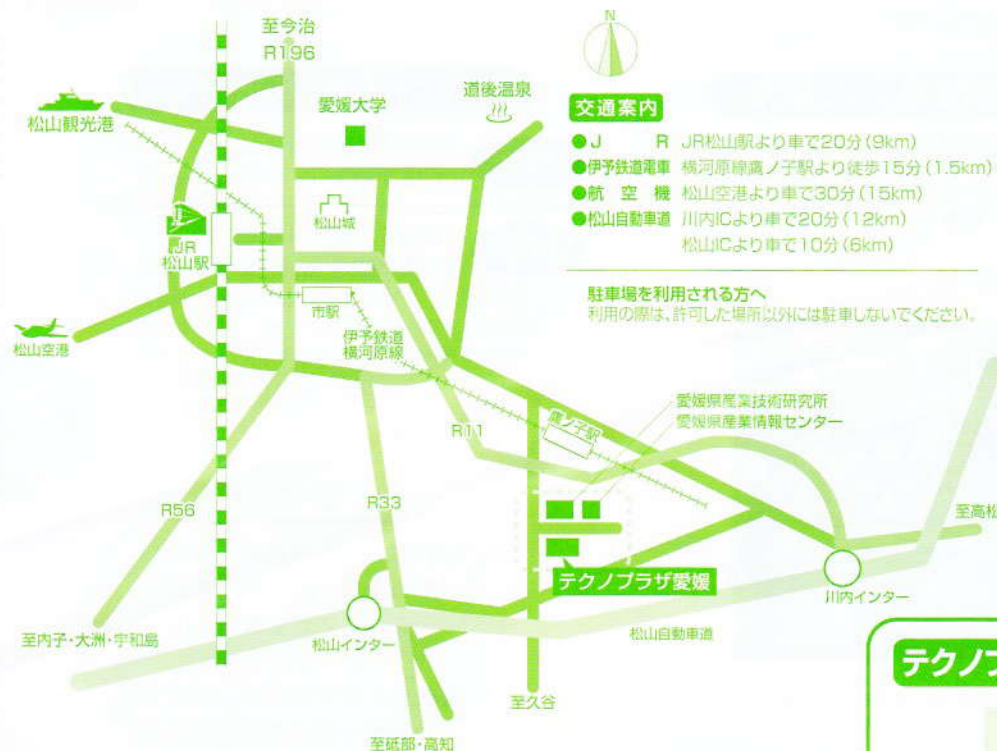 N
至今治
R196
道後温泉
愛媛大学
交通案内
松山観光港
●J R JR松山駅より車で20分(9km)
●伊予鉄道電車 横河原線鷹ノ子駅より徒歩15分(1.5km)
●航空機 松山空港より車で30分(15km)
●松山自動車道 川内ICより車で20分(12km)
松山ICより車で10分(6km)
松山城
JR
松山駅
駐車場を利用される方へ
利用の際は、許可した場所以外には駐車しないでください。
市駅
松山空港
伊予鉄道
横河原線
愛媛県産業技術研究所
愛媛県産業情報センター
鷹ノ子駅
R11
R56
R33
至高松
テクノプラザ愛媛
川内インター
至内子・大洲・宇和島
松山インター
松山自動車道
テクノプ
至久谷
至砥部・高知